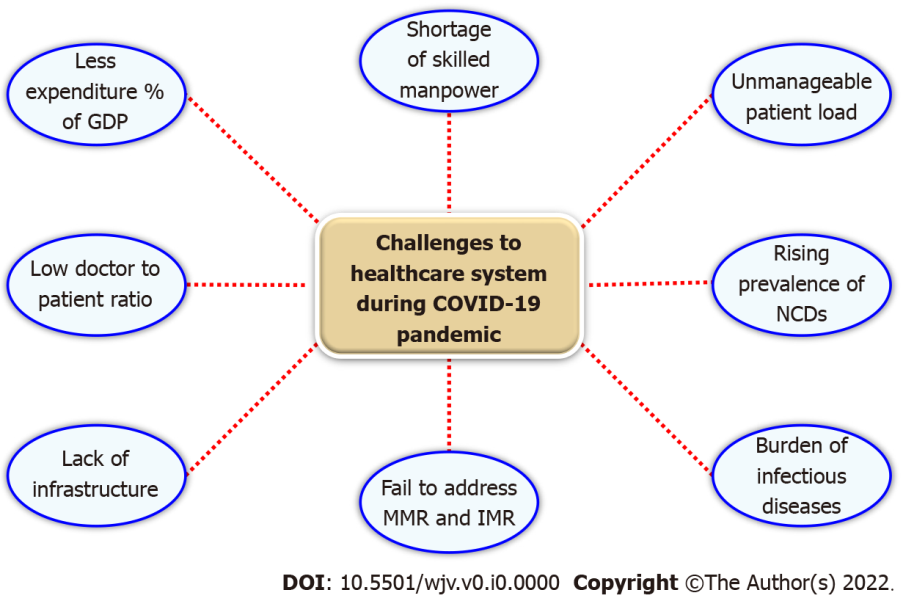 Less
expenditure %
of GDP
Shortage
of skilled
manpower
Unmanageable
patient load
Low doctor to
patient ratio
Challenges to
healthcare system
during COVID-19
pandemic
Rising
prevalence of
NCDs
Lack of
infrastructure
Fail to address
MMR and IMR
Burden of
infectious
diseases
DOI: 10.5501/wjv.v0.i0.0000 Copyright ©The Author(s) 2022.